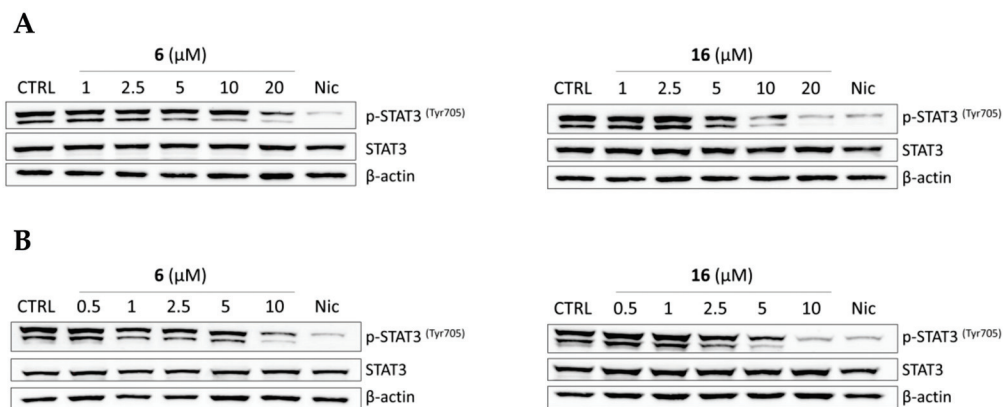 A
6 (μM)
CTRL 1 2.5 5 10 20 Nic
p-STAT3 (Tyr705)
STAT3
β-actin
16 (μM)
CTRL 1 2.5 5 10 20 Nic
p-STAT3 (Tyr705)
STAT3
β-actin
B
6 (μM)
CTRL 0.5 1 2.5 5 10 Nic
p-STAT3 (Tyr705)
STAT3
β-actin
16 (μM)
CTRL 0.5 1 2.5 5 10 Nic
p-STAT3 (Tyr705)
STAT3
β-actin